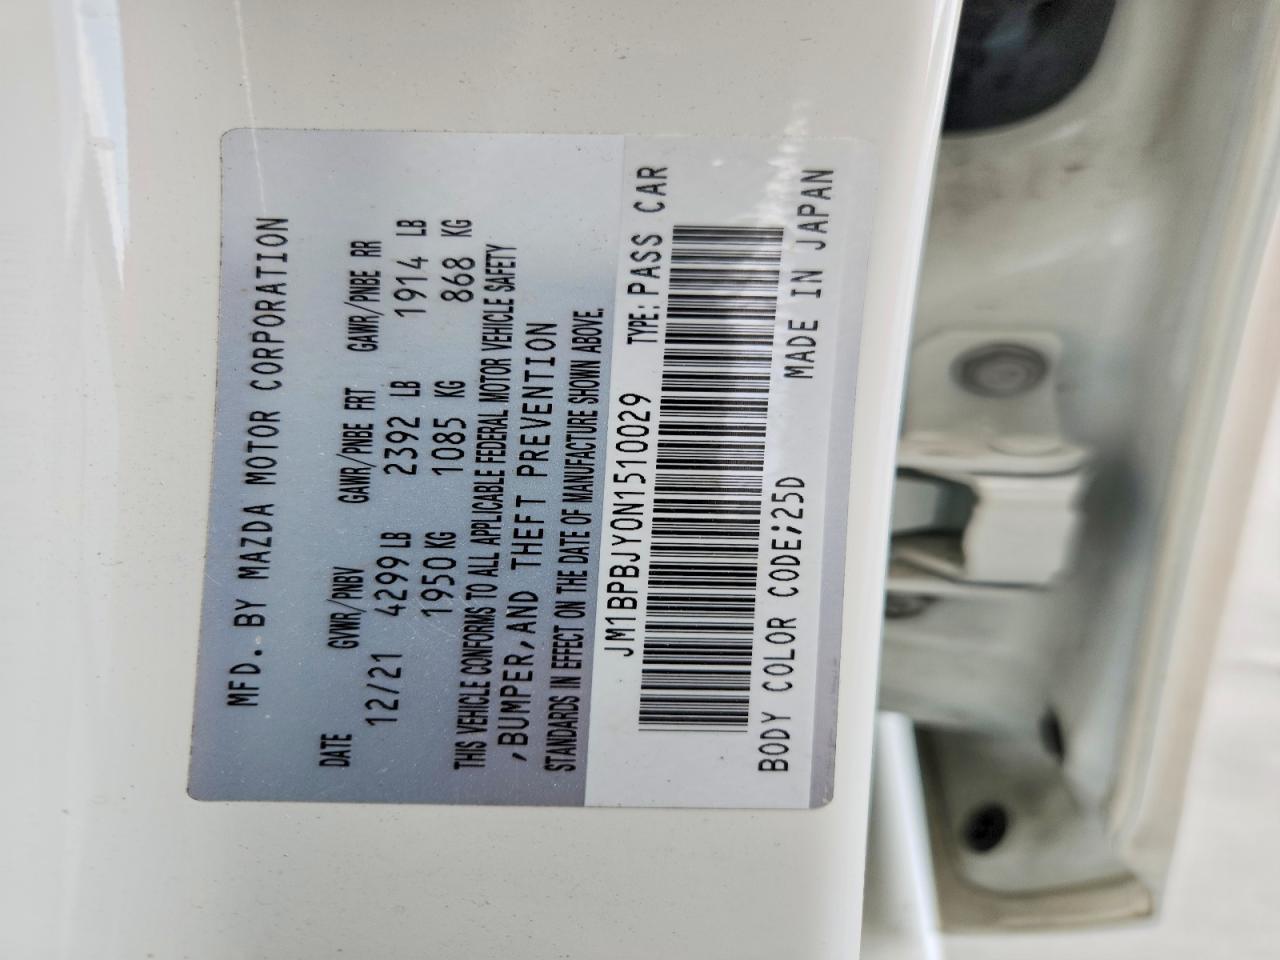 MFD. BY MAZDA MOTOR CORPORATION
DATE GVWR/PNBV GAWR/PNBE FRT GAWR/PNBE RR
12/21 4299 LB 2392 LB 1914 LB
1950 KG 1085 KG 868 KG
THIS VEHICLE CONFORMS TO ALL APPLICABLE FEDERAL MOTOR VEHICLE SAFETY
,BUMPER,AND THEFT PREVENTION
STANDARDS IN EFFECT ON THE DATE OF MANUFACTURE SHOWN ABOVE.
JM1BPBJY0N1510029 TYPE:PASS CAR
BODY COLOR CODE;25D MADE IN JAPAN